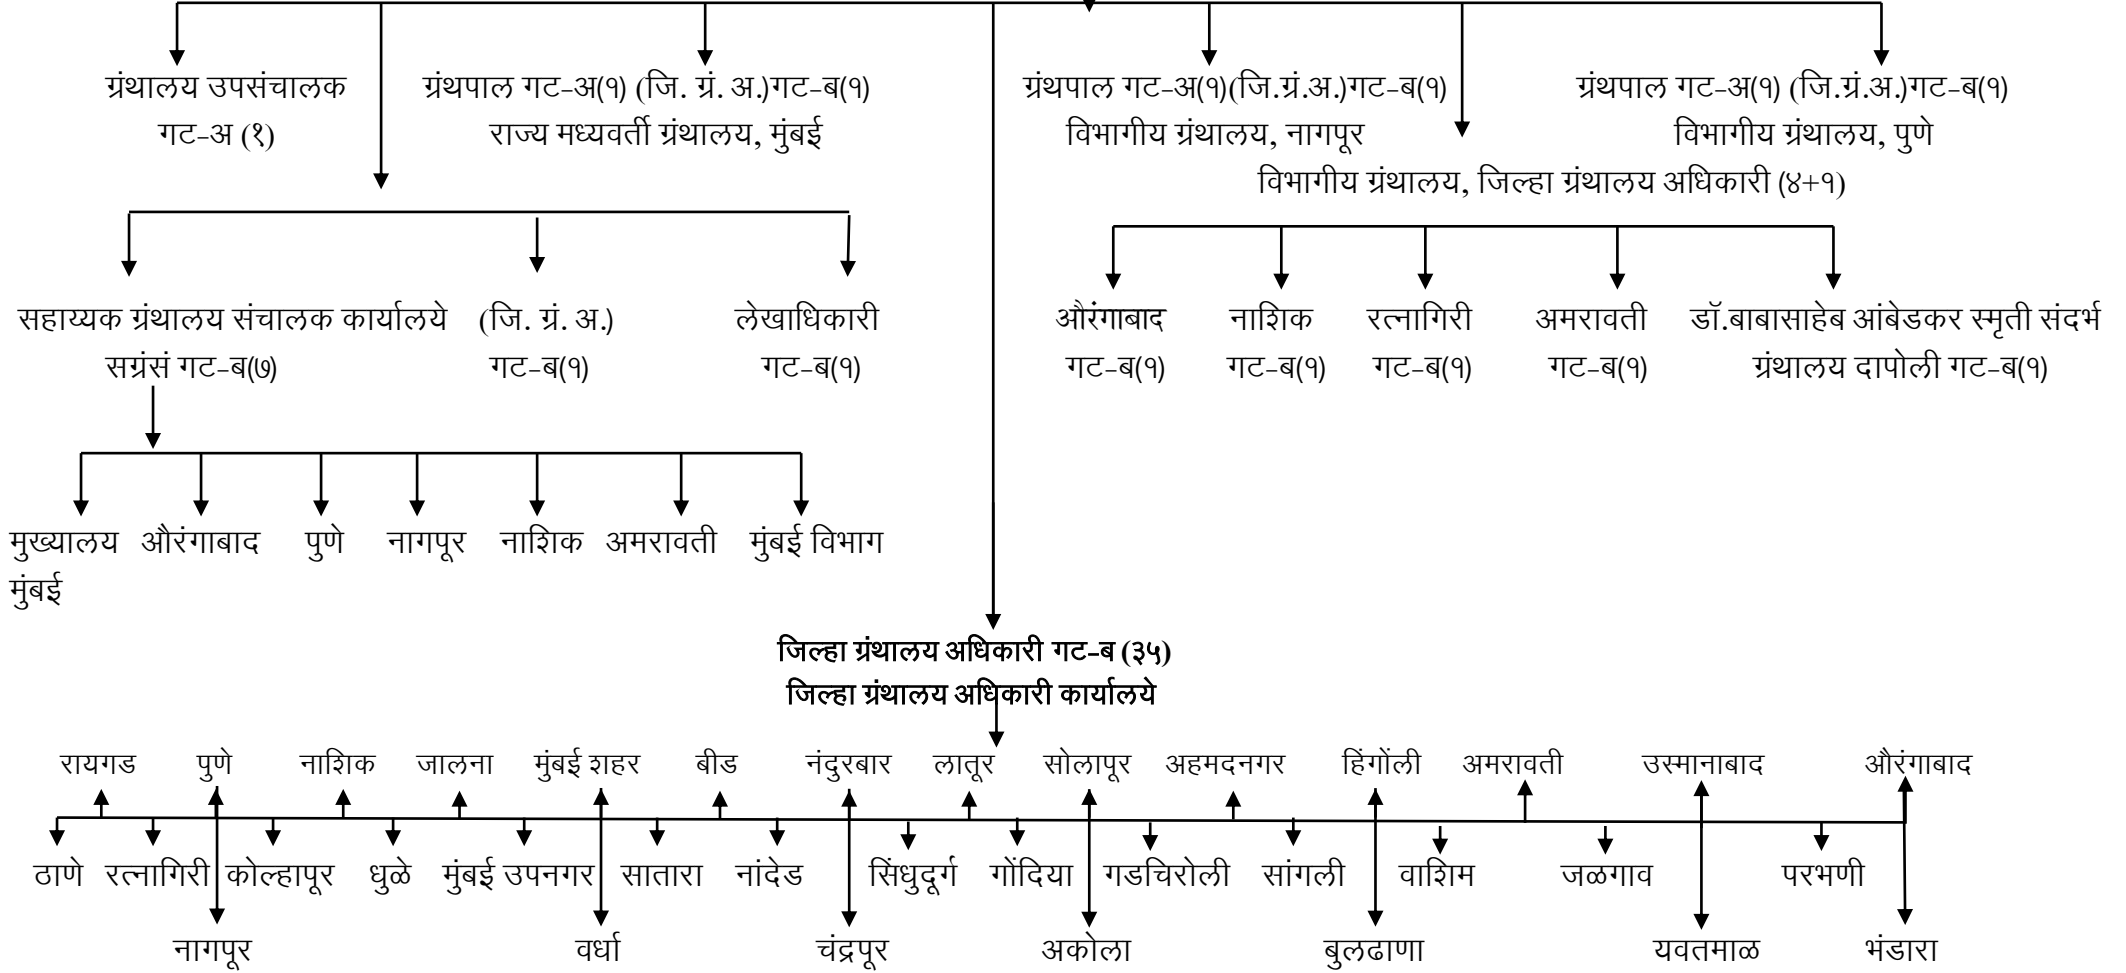 ग्रंथालय उपसंचालक
गट-अ (१)
ग्रंथपाल गट-अ(१) (जि. ग्रं. अ.)गट-ब(१)
राज्य मध्यवर्ती ग्रंथालय, मुंबई
ग्रंथपाल गट-अ(१)(जि.ग्रं.अ.)गट-ब(१)
विभागीय ग्रंथालय, नागपूर
ग्रंथपाल गट-अ(१) (जि.ग्रं.अ.)गट-ब(१)
विभागीय ग्रंथालय, पुणे
विभागीय ग्रंथालय, जिल्हा ग्रंथालय अधिकारी (४+१)
सहाय्यक ग्रंथालय संचालक कार्यालये
सग्रंसं गट-ब(७)
(जि. ग्रं. अ.)
गट-ब(१)
लेखाधिकारी
गट-ब(१)
औरंगाबाद
गट-ब(१)
नाशिक
गट-ब(१)
रत्नागिरी
गट-ब(१)
अमरावती
गट-ब(१)
डॉ.बाबासाहेब आंबेडकर स्मृती संदर्भ
ग्रंथालय दापोली गट-ब(१)
मुख्यालय
मुंबई
औरंगाबाद
पुणे
नागपूर
नाशिक
अमरावती
मुंबई विभाग
जिल्हा ग्रंथालय अधिकारी गट-ब (३५)
जिल्हा ग्रंथालय अधिकारी कार्यालये
रायगड पुणे नाशिक जालना मुंबई शहर बीड नंदुरबार लातूर सोलापूर अहमदनगर हिंगोंली अमरावती उस्मानाबाद औरंगाबाद
ठाणे रत्नागिरी कोल्हापूर धुळे मुंबई उपनगर सातारा नांदेड सिंधुदूर्ग गोंदिया गडचिरोली सांगली वाशिम जळगाव परभणी
नागपूर वर्धा चंद्रपूर अकोला बुलढाणा यवतमाळ भंडारा